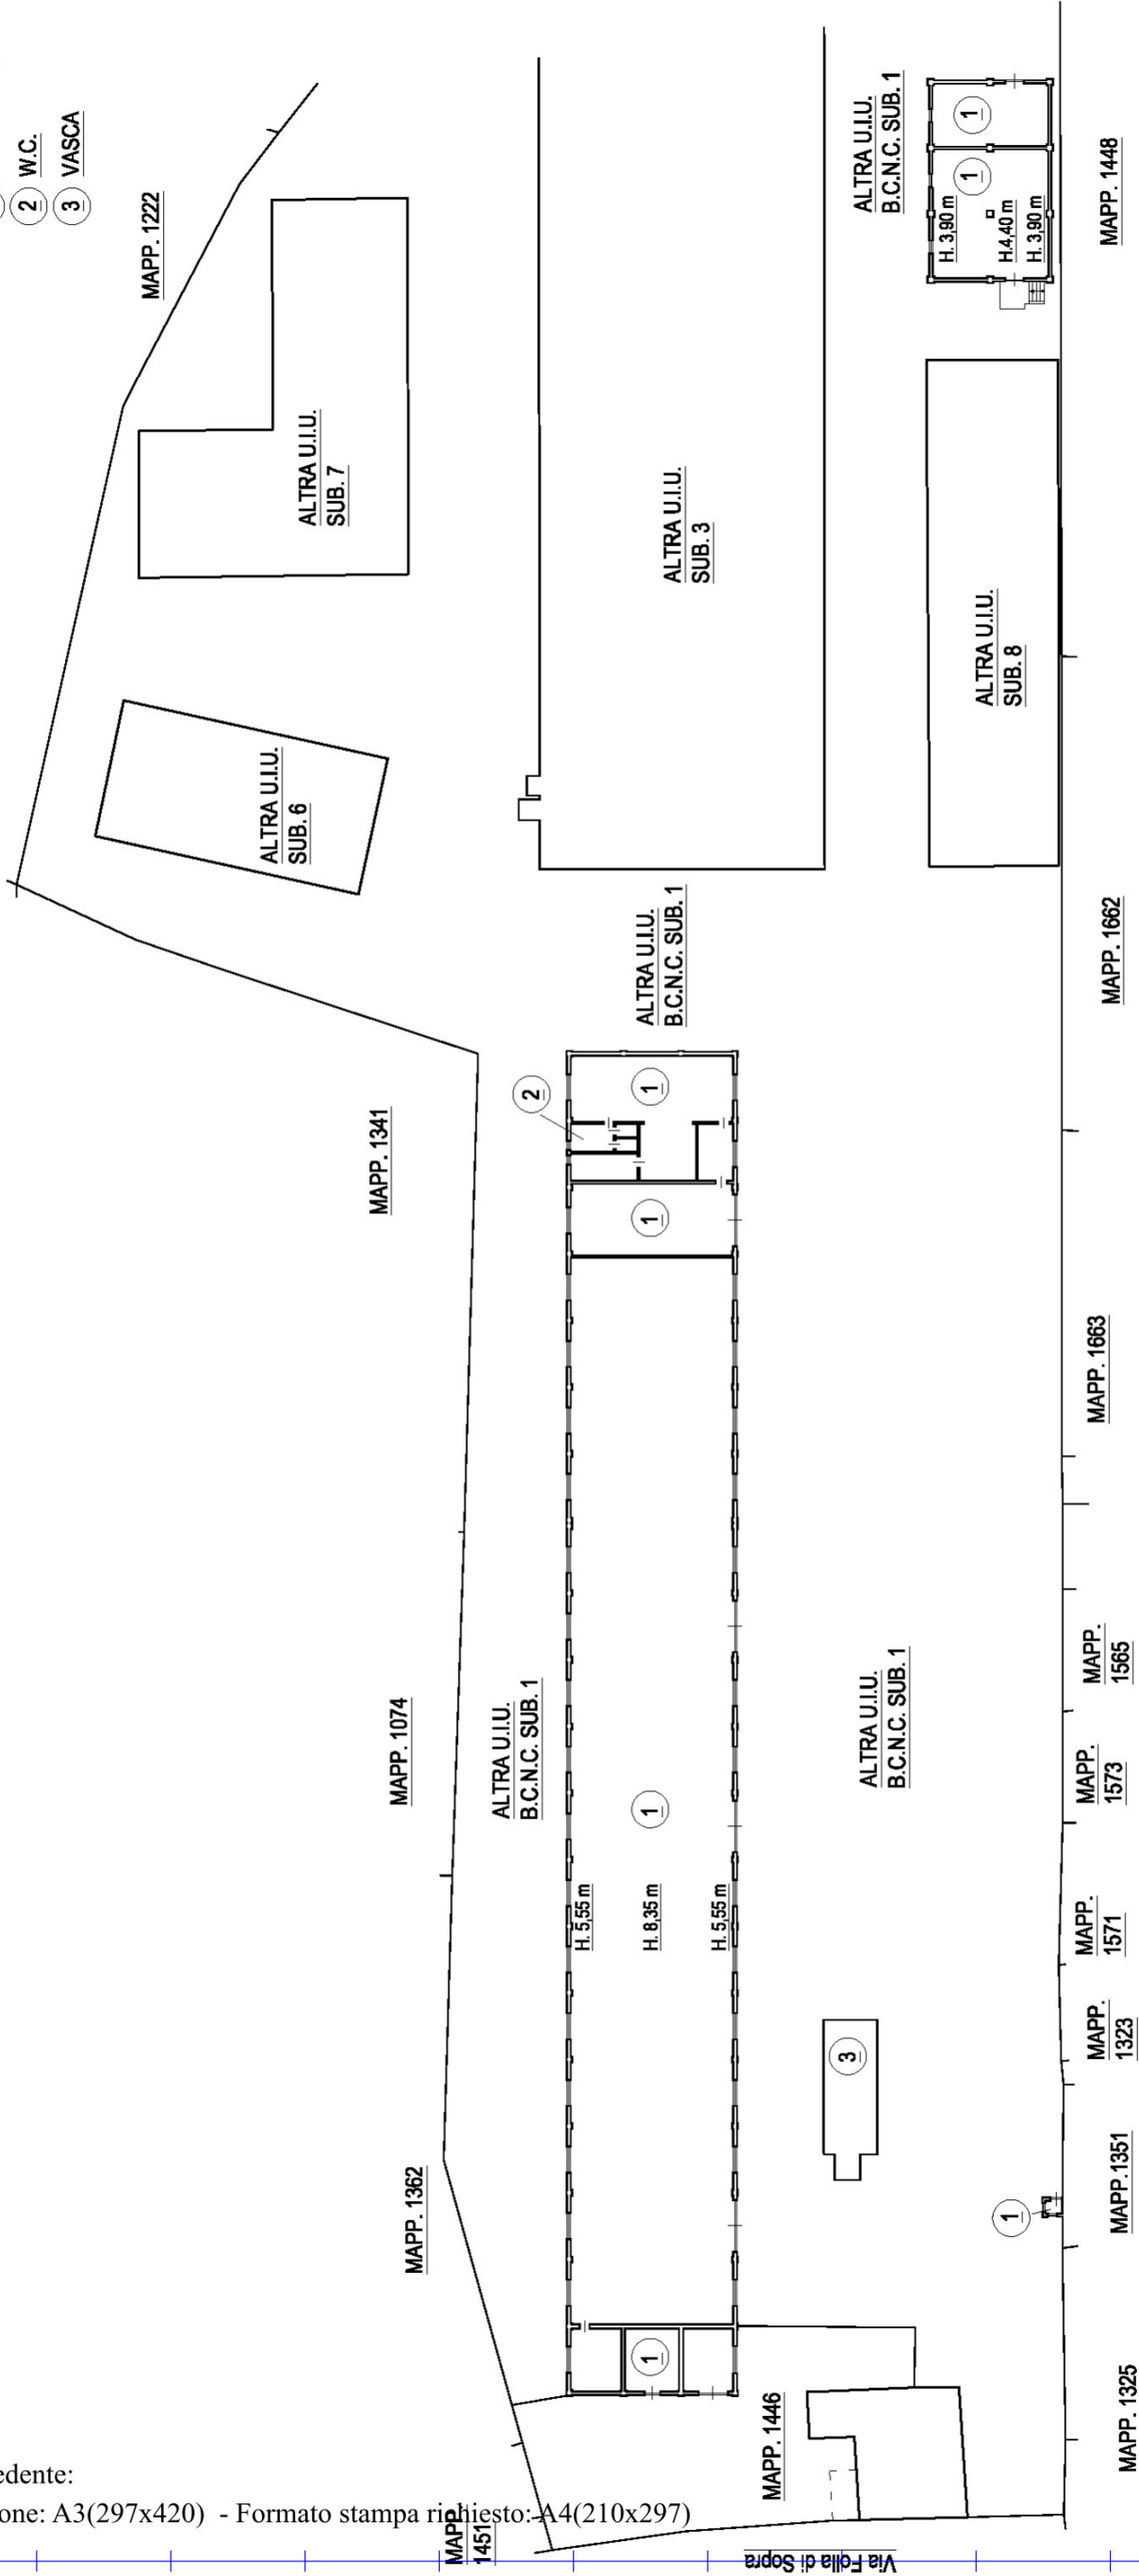 2 W.C.
3 VASCA
MAPP. 1222
ALTRA U.I.U.
SUB. 7
ALTRA U.I.U.
SUB. 6
ALTRA U.I.U.
SUB. 3
ALTRA U.I.U.
B.C.N.C. SUB. 1
1
1
H. 3,90 m
H.4,40 m
H. 3,90 m
MAPP. 1448
ALTRA U.I.U.
SUB. 8
ALTRA U.I.U.
B.C.N.C. SUB. 1
MAPP. 1662
2
1
1
MAPP. 1341
MAPP. 1663
MAPP. 1074
ALTRA U.I.U.
B.C.N.C. SUB. 1
MAPP.
1565
ALTRA U.I.U.
B.C.N.C. SUB. 1
MAPP.
1573
1
H. 5,55 m
H. 8,35 m
H. 5,55 m
MAPP.
1571
3
MAPP.
1323
MAPP. 1362
1
MAPP.1351
1
MAPP. 1446
MAPP. 1325
edente:
one: A3(297x420) - Formato stampa richiesto: A4(210x297)
MAPP.
1451
Via Folla di Sopra